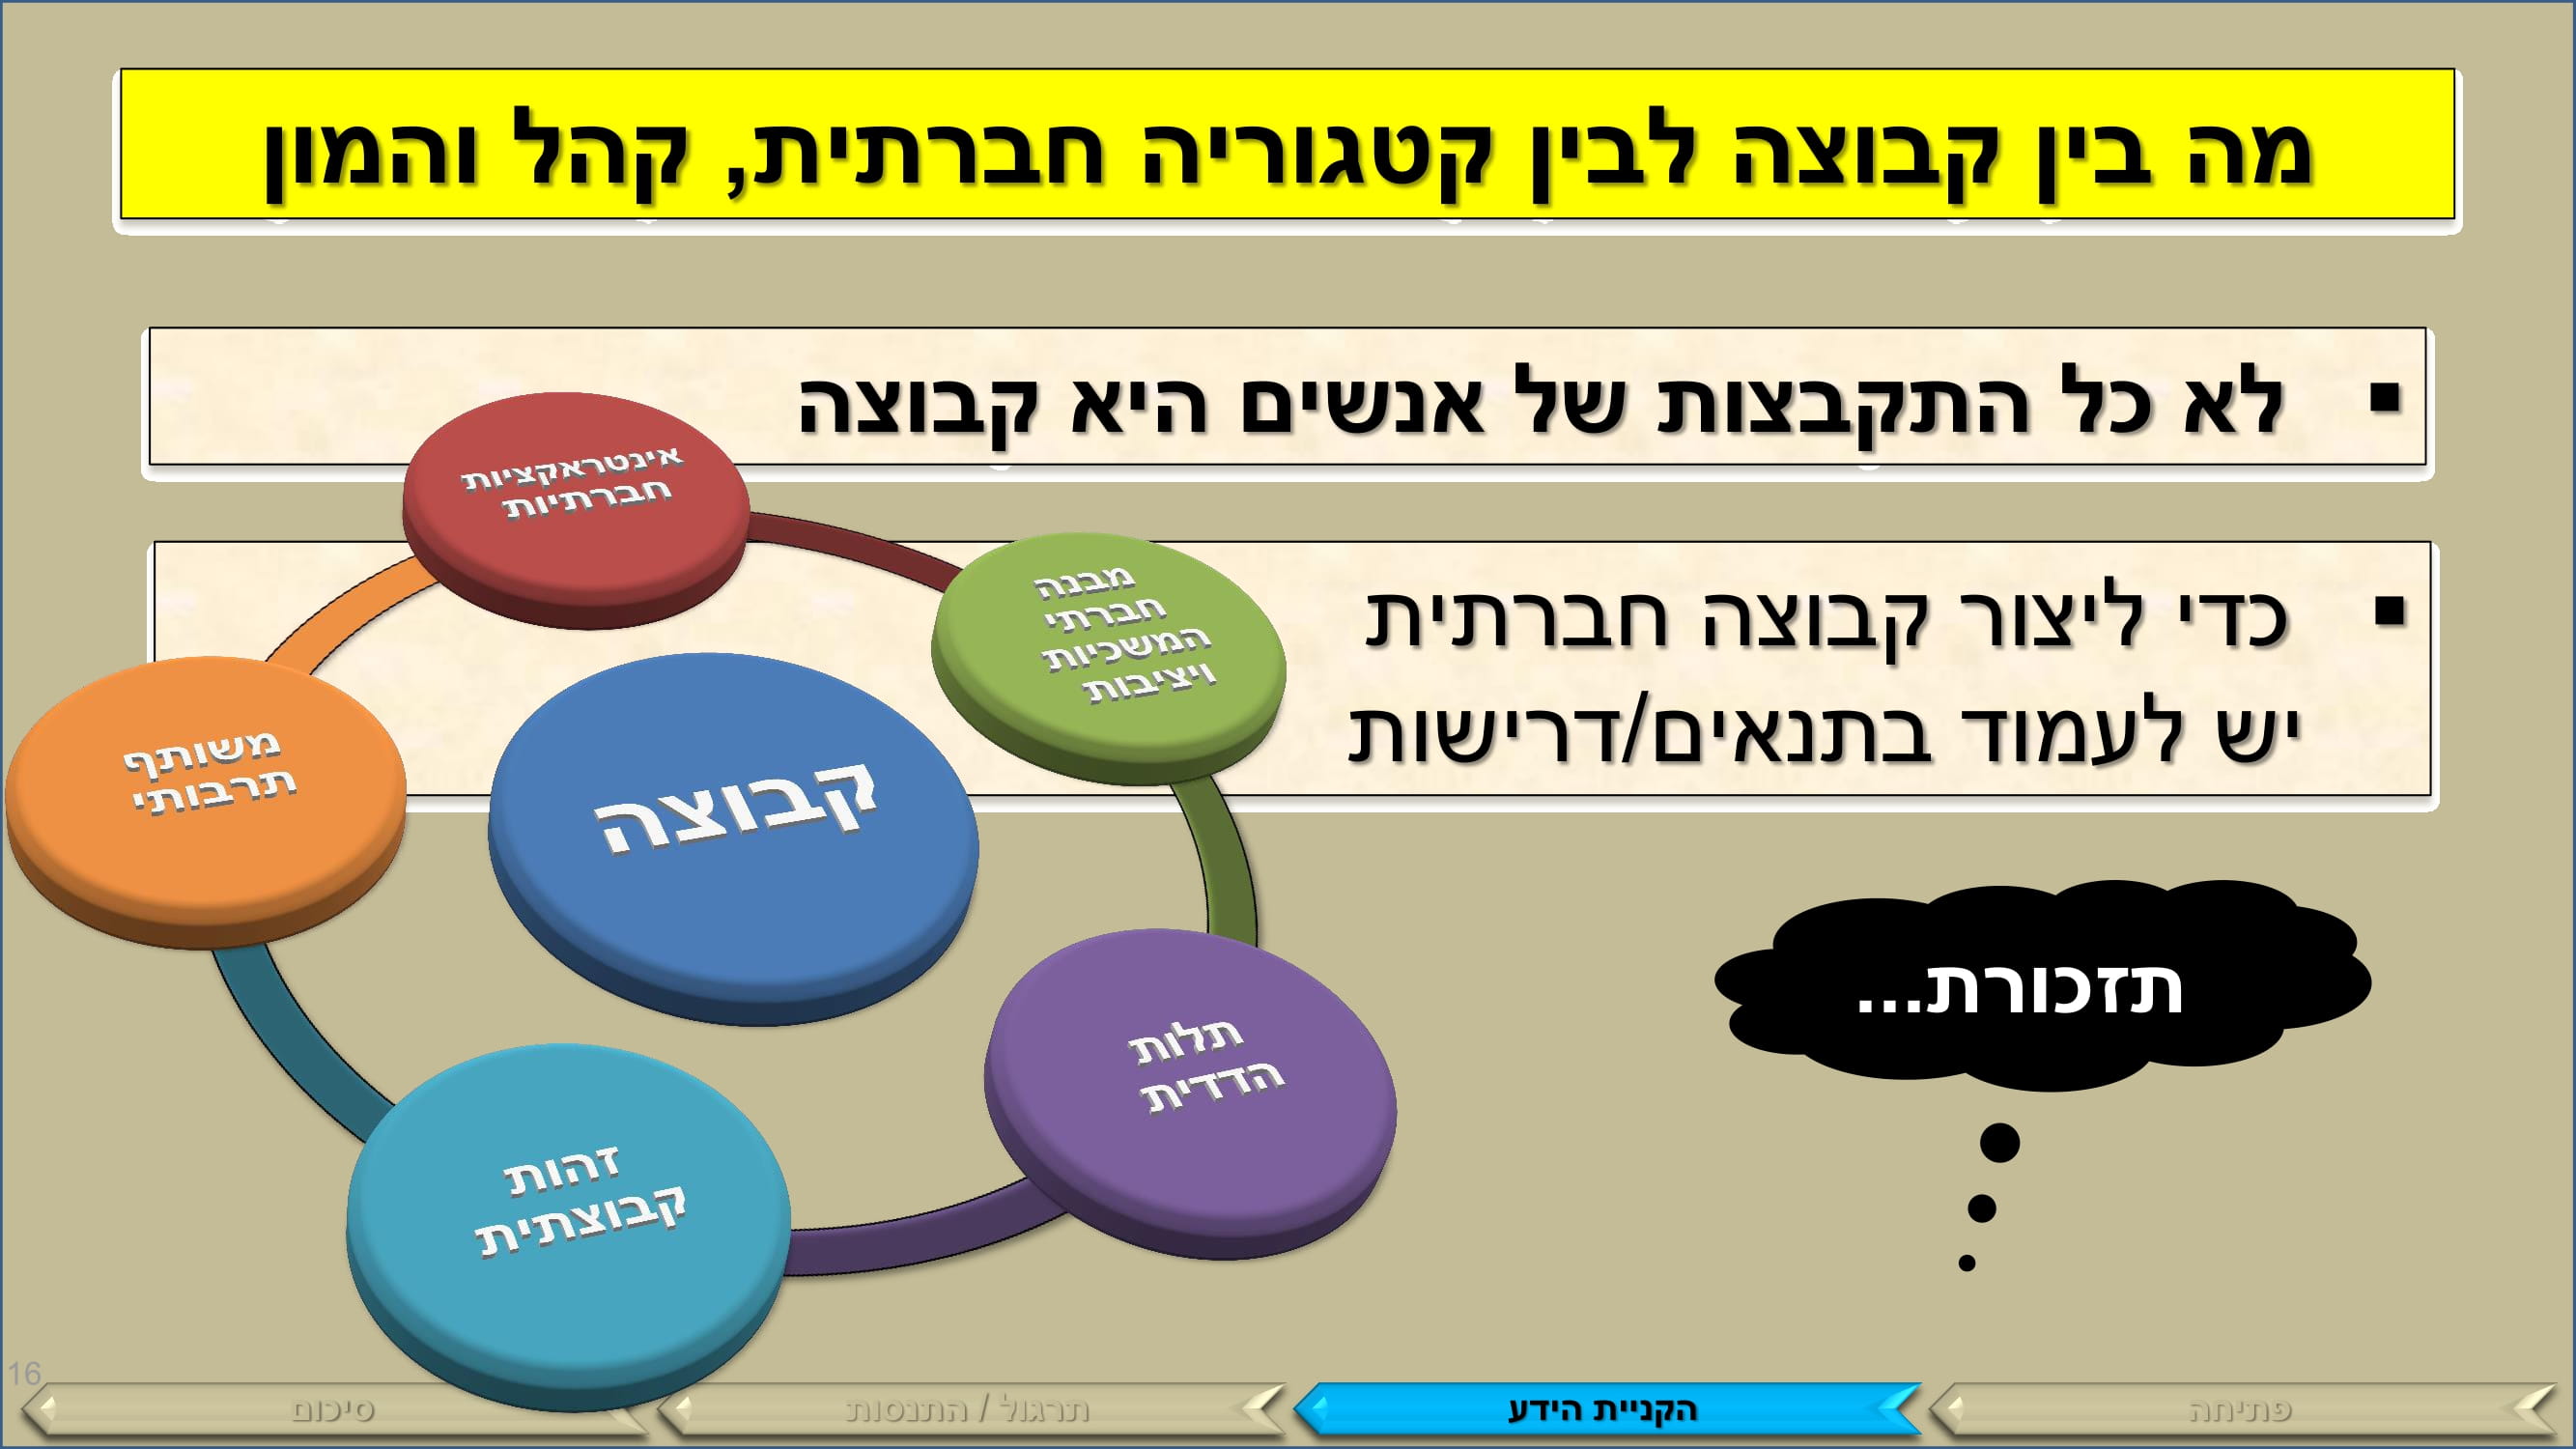 מה בין קבוצה לבין קטגוריה חברתית, קהל והמון
▪ לא כל התקבצות של אנשים היא קבוצה
▪ כדי ליצור קבוצה חברתית
יש לעמוד בתנאים/דרישות
אינטראקציות
חברתיות
מבנה
חברתי
המשכיות
ויציבות
תלות
הדדית
זהות
קבוצתית
משותף
תרבותי
קבוצה
תזכורת...
16
פתיחה
הקניית הידע
תרגול / התנסות
סיכום